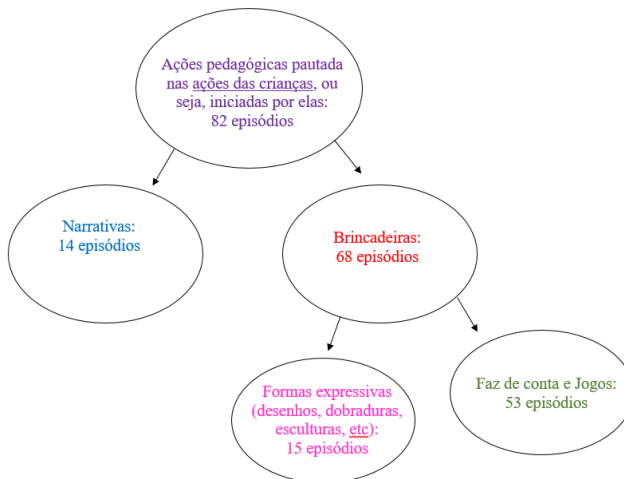 Ações pedagógicas pautada
nas ações das crianças, ou
seja, iniciadas por elas:
82 episódios
Narrativas:
14 episódios
Brincadeiras:
68 episódios
Formas expressivas
(desenhos, dobraduras,
esculturas, etc):
15 episódios
Faz de conta e Jogos:
53 episódios